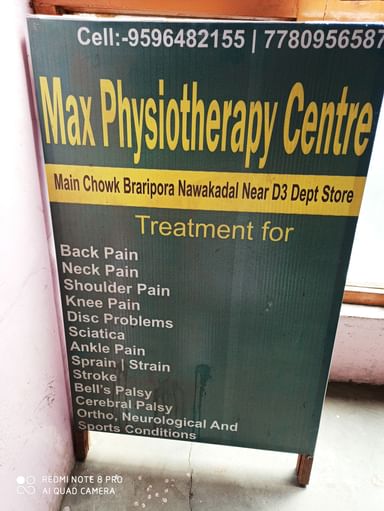 Cell:-9596482155 | 7780956587
Max Physiotherapy Centre
Main Chowk Braripora Nawakadal Near D3 Dept Store
Treatment for
Back Pain
Neck Pain
Shoulder Pain
Knee Pain
Disc Problems
Sciatica
Ankle Pain
Sprain | Strain
Stroke
Bell's Palsy
Cerebral Palsy
Ortho, Neurological And
Sports Conditions
REDMI NOTE 8 PRO
AI QUAD CAMERA